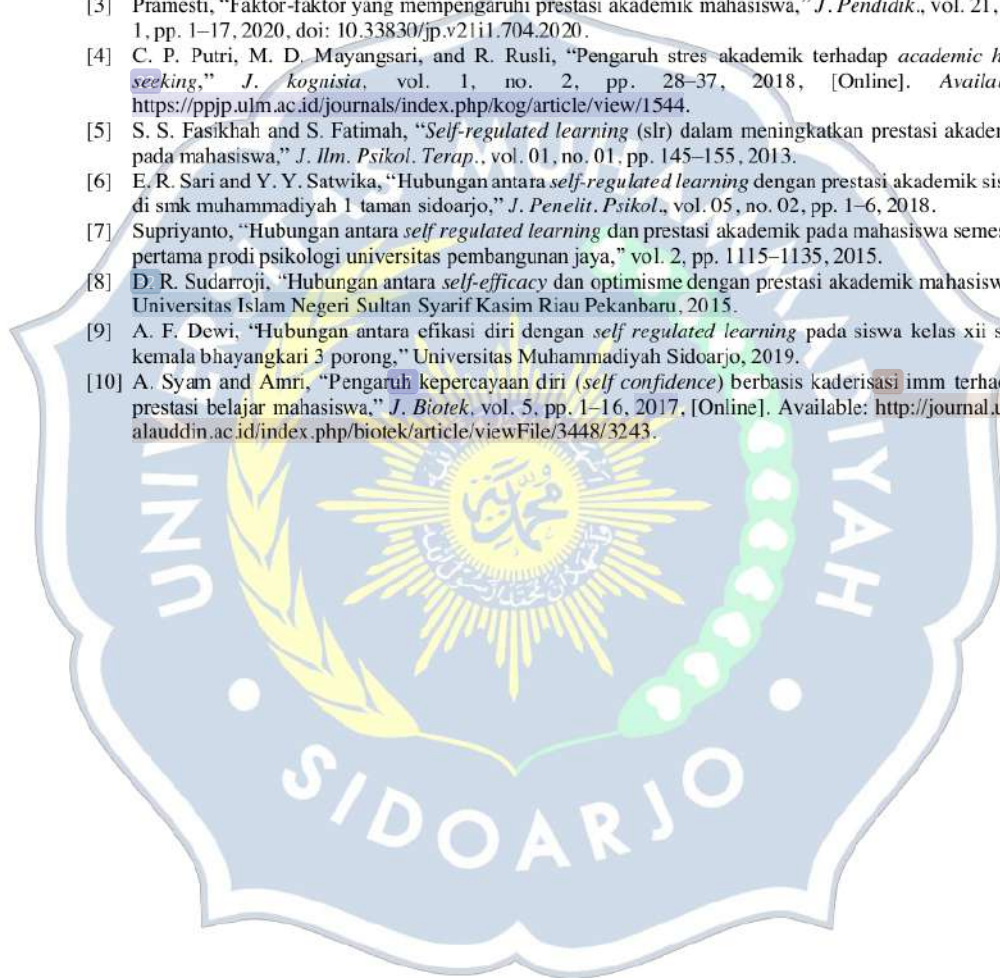 [3] Pramesti, “Faktor-faktor yang mempengaruhi prestasi akademik mahasiswa,” J. Pendidik., vol. 21,
1, pp. 1–17, 2020, doi: 10.33830/jp.v21i1.704.2020.
[4] C. P. Putri, M. D. Mayangsari, and R. Rusli, “Pengaruh stres akademik terhadap academic h
seeking,” J. kognisia, vol. 1, no. 2, pp. 28–37, 2018, [Online]. Availa
https://ppjp.ulm.ac.id/journals/index.php/kog/article/view/1544.
[5] S. S. Fasikhah and S. Fatimah, “Self-regulated learning (slr) dalam meningkatkan prestasi akade
pada mahasiswa,” J. Ilm. Psikol. Terap., vol. 01, no. 01, pp. 145–155, 2013.
[6] E. R. Sari and Y. Y. Satwika, “Hubungan antara self-regulated learning dengan prestasi akademik sis
di smk muhammadiyah 1 taman sidoarjo,” J. Penelit. Psikol., vol. 05, no. 02, pp. 1–6, 2018.
[7] Supriyanto, “Hubungan antara self regulated learning dan prestasi akademik pada mahasiswa semes
pertama prodi psikologi universitas pembangunan jaya,” vol. 2, pp. 1115–1135, 2015.
[8] D. R. Sudarroji, “Hubungan antara self-efficacy dan optimisme dengan prestasi akademik mahasisw
Universitas Islam Negeri Sultan Syarif Kasim Riau Pekanbaru, 2015.
[9] A. F. Dewi, “Hubungan antara efikasi diri dengan self regulated learning pada siswa kelas xii s
kemala bhayangkari 3 porong,” Universitas Muhammadiyah Sidoarjo, 2019.
[10] A. Syam and Amri, “Pengaruh kepercayaan diri (self confidence) berbasis kaderisasi imm terhad
prestasi belajar mahasiswa,” J. Biotek, vol. 5, pp. 1–16, 2017, [Online]. Available: http://journal.u
alauddin.ac.id/index.php/biotek/article/viewFile/3448/3243.
UNIVERSITAS MUHAMMADIYAH
SIDOARJO
محمدية